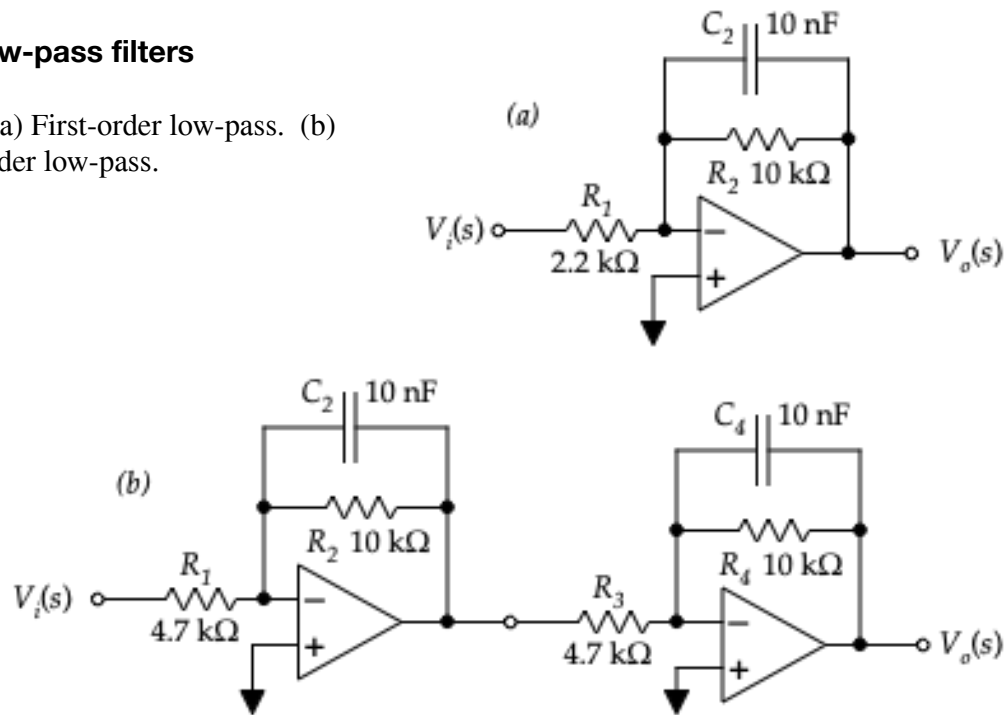 w-pass filters
a) First-order low-pass. (b)
der low-pass.
(a)
C2 10 nF
R2 10 kΩ
R1
Vi(s)
2.2 kΩ
−
+
Vo(s)
(b)
C2 10 nF
R2 10 kΩ
R1
Vi(s)
4.7 kΩ
−
+
C4 10 nF
R4 10 kΩ
R3
4.7 kΩ
−
+
Vo(s)